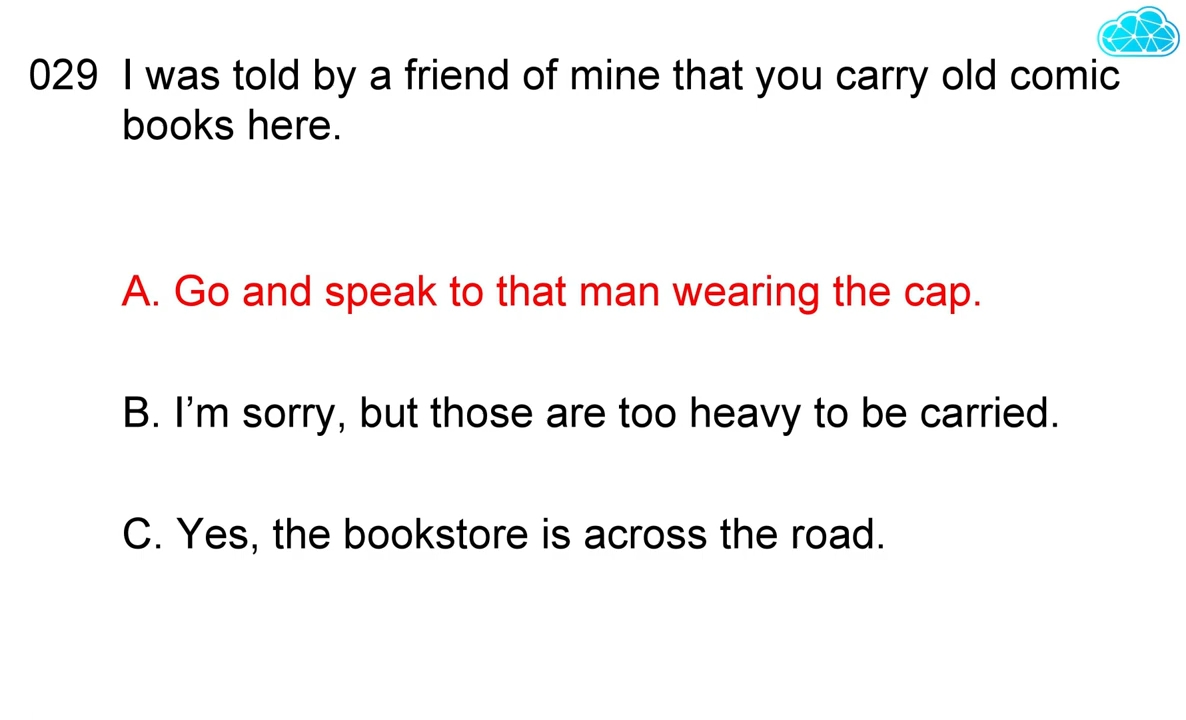 029 I was told by a friend of mine that you carry old comic
books here.
A. Go and speak to that man wearing the cap.
B. I’m sorry, but those are too heavy to be carried.
C. Yes, the bookstore is across the road.